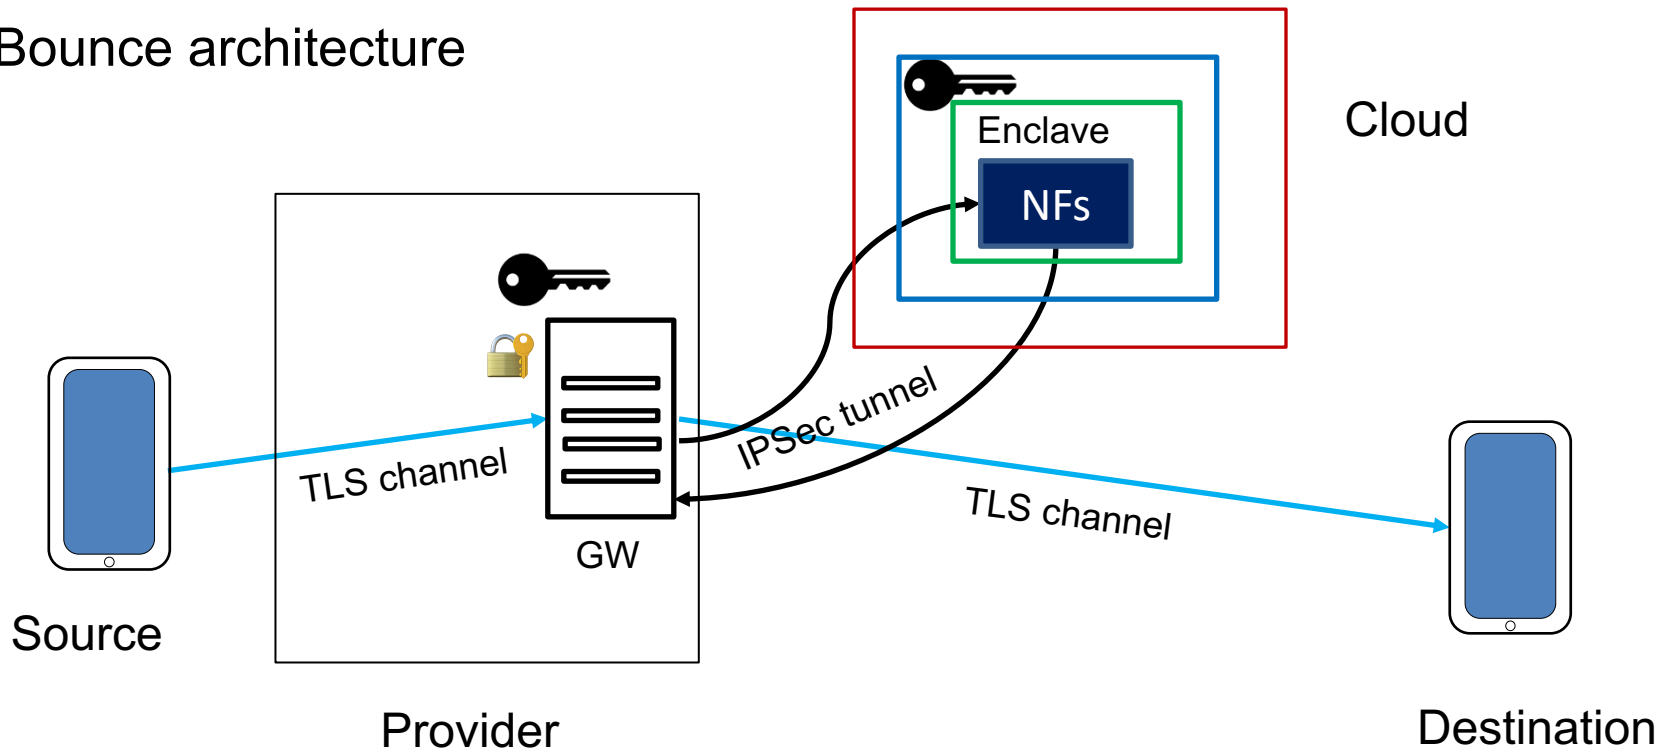 Bounce architecture
Cloud
Enclave
NFs
IPSec tunnel
TLS channel
TLS channel
GW
Source
Provider
Destination